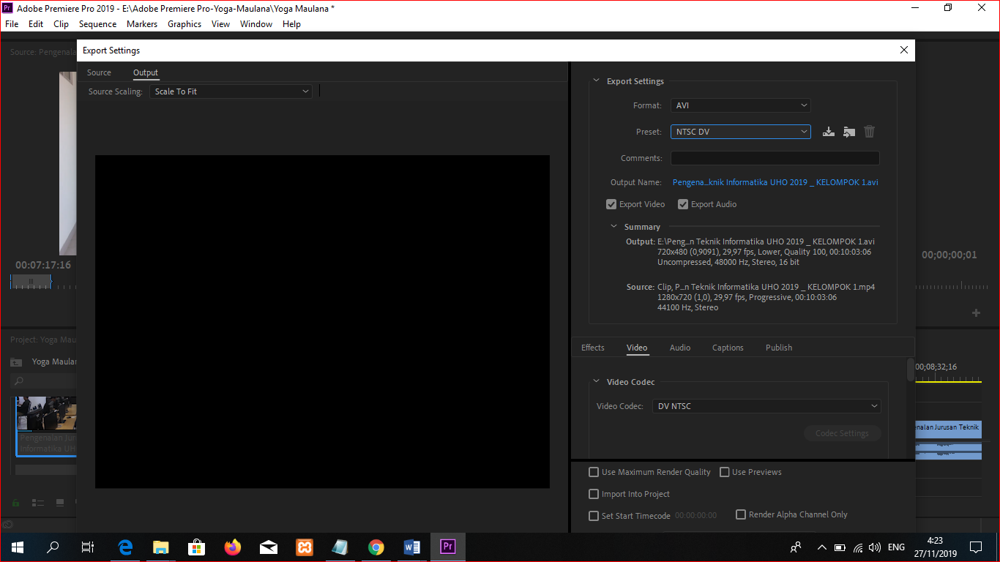 Pr Adobe Premiere Pro 2019 - E:\Adobe Premiere Pro-Yoga-Maulana\Yoga Maulana *
File Edit Clip Sequence Markers Graphics View Window Help
Source: Pengenala
Export Settings
Source Output
Source Scaling: Scale To Fit
00:07:17:16
Project: Yoga Mau
Yoga Maular
Pengenalan Jur
Informatika UH
Export Settings
Format: AVI
Preset: NTSC DV
Comments:
Output Name: Pengena...knik Informatika UHO 2019 _ KELOMPOK 1.avi
Export Video Export Audio
Summary
Output: E:\Peng...n Teknik Informatika UHO 2019 _ KELOMPOK 1.avi
720x480 (0,9091), 29,97 fps, Lower, Quality 100, 00:10:03:06
Uncompressed, 48000 Hz, Stereo, 16 bit
Source: Clip, P...n Teknik Informatika UHO 2019 _ KELOMPOK 1.mp4
1280x720 (1,0), 29,97 fps, Progressive, 00:10:03:06
44100 Hz, Stereo
Effects Video Audio Captions Publish
Video Codec
Video Codec: DV NTSC
Codec Settings
Use Maximum Render Quality Use Previews
Import Into Project
Set Start Timecode 00:00:00:00 Render Alpha Channel Only
00;00;00;01
00;08;32;16
enalan Jurusan Teknik
Pr
ENG
4:23
27/11/2019